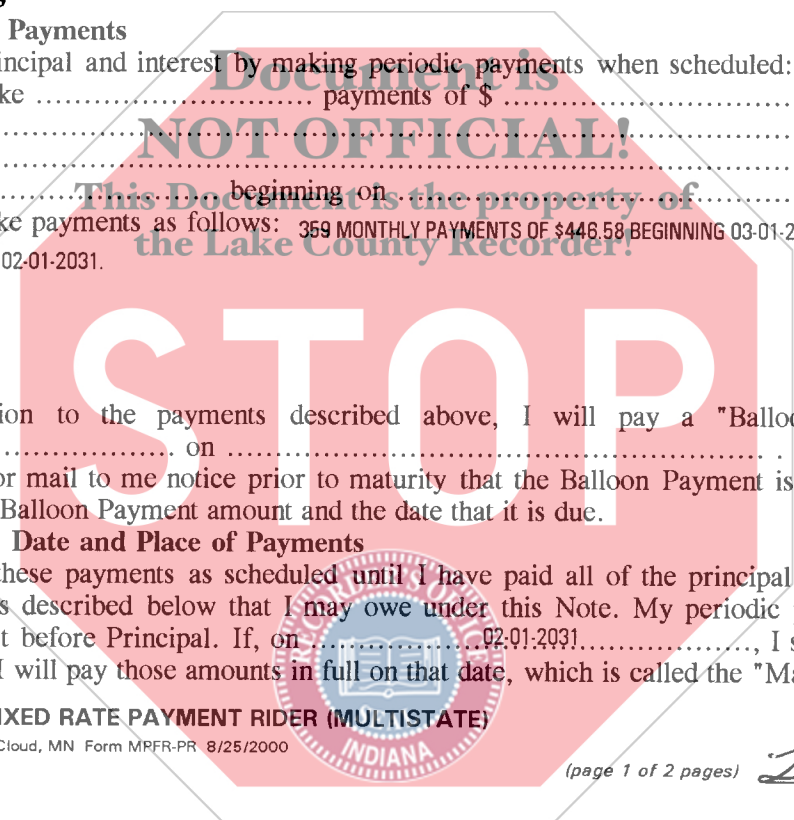 Payments
incipal and interest by making periodic payments when scheduled:
ke .............................. payments of $ ..............................
beginning on ..............................
ke payments as follows: 359 MONTHLY PAYMENTS OF $446.58 BEGINNING 03-01-2
02-01-2031.
ion to the payments described above, I will pay a "Balloo
.............................. on ..............................
or mail to me notice prior to maturity that the Balloon Payment is
Balloon Payment amount and the date that it is due.
Date and Place of Payments
these payments as scheduled until I have paid all of the principal
s described below that I may owe under this Note. My periodic
t before Principal. If, on ..............................02-01-2031.............................., I s
I will pay those amounts in full on that date, which is called the "Ma
IXED RATE PAYMENT RIDER (MULTISTATE)
Cloud, MN Form MPFR-PR 8/25/2000
(page 1 of 2 pages)
Document is
NOT OFFICIAL!
This Document is the property of
the Lake County Recorder!
STOP
RECORDER'S OFFICE
INDIANA